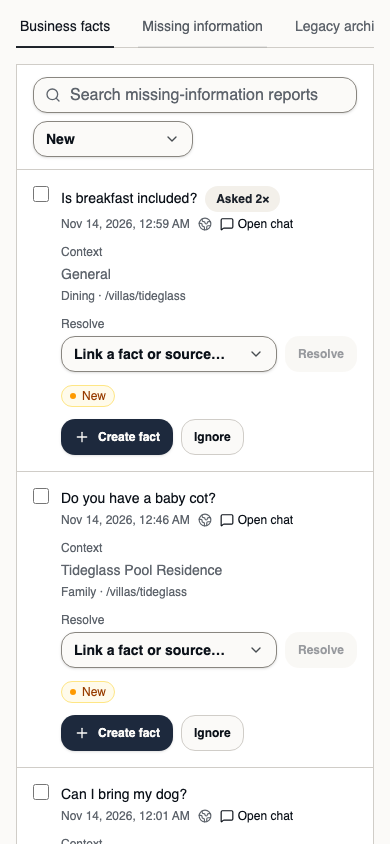 Business facts
Missing information
Legacy archi
Search missing-information reports
New
Is breakfast included?
Asked 2×
Nov 14, 2026, 12:59 AM
Open chat
Context
General
Dining · /villas/tideglass
Resolve
Link a fact or source...
Resolve
New
Create fact
Ignore
Do you have a baby cot?
Nov 14, 2026, 12:46 AM
Open chat
Context
Tideglass Pool Residence
Family · /villas/tideglass
Resolve
Link a fact or source...
Resolve
New
Create fact
Ignore
Can I bring my dog?
Nov 14, 2026, 12:01 AM
Open chat
Context